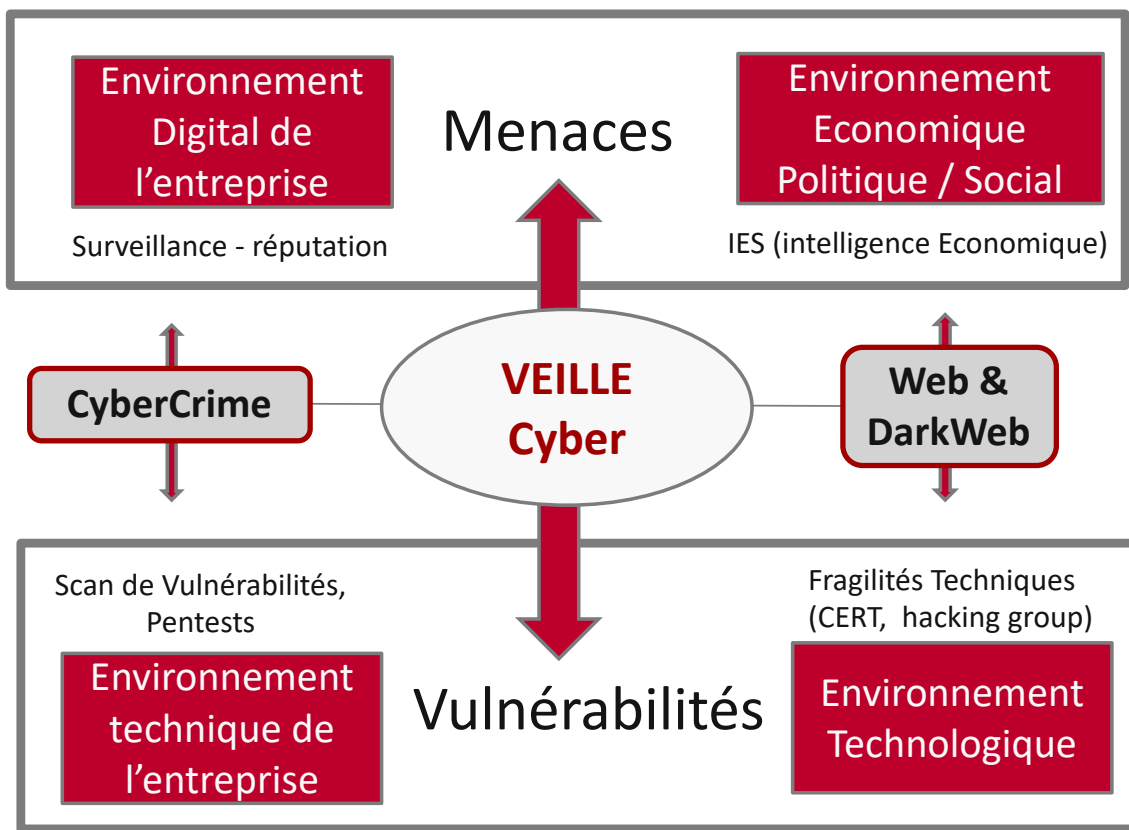 Environnement
Digital de
l’entreprise
Surveillance - réputation
Menaces
Environnement
Economique
Politique / Social
IES (intelligence Economique)
CyberCrime
VEILLE
Cyber
Web &
DarkWeb
Scan de Vulnérabilités,
Pentests
Environnement
technique de
l’entreprise
Vulnérabilités
Fragilités Techniques
(CERT,  hacking group)
Environnement
Technologique